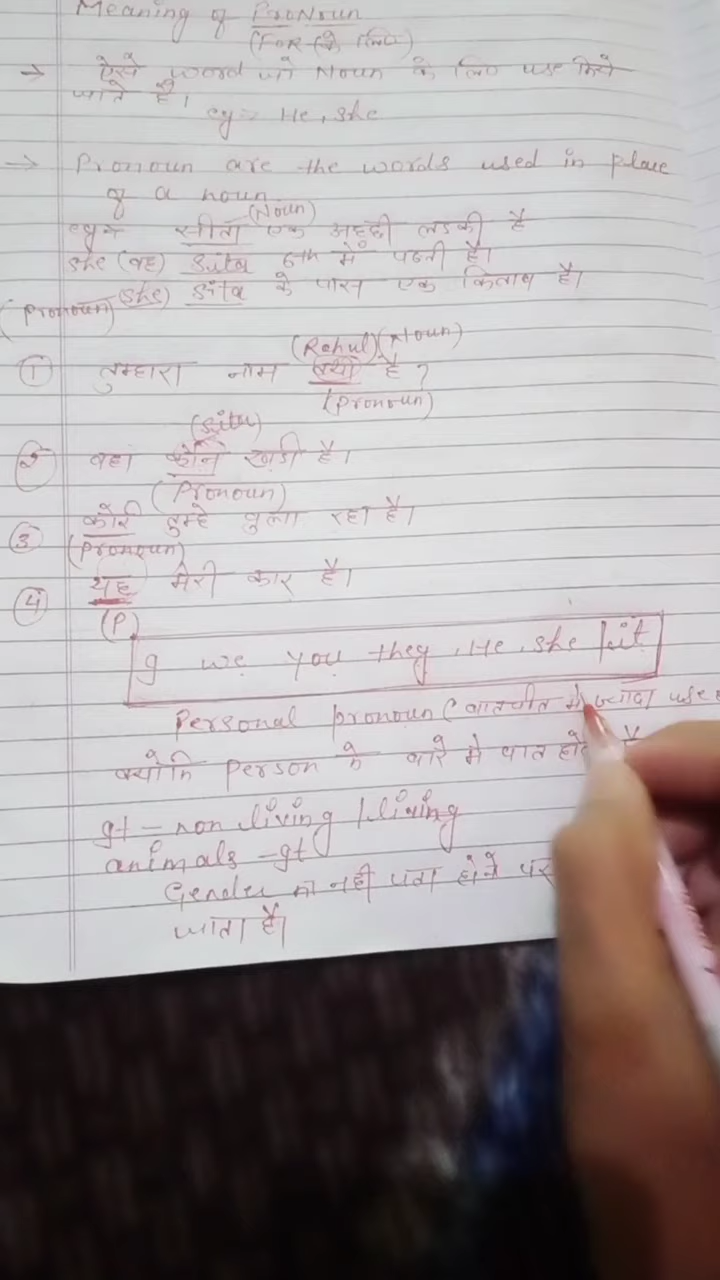 Meaning of Pronoun
(FOR-के लिए)
→ ऐसे word जो Noun के लिए use किये
जाते है।
eg:- He, she
→ Pronoun are the words used in place
of a noun
(Noun)
eg:- सीता एक अच्छी लडकी है
she (वह) sita 6th में पढती है।
(she) sita के पास एक किताब है।
(Pronoun)
(Rahul) (Noun)
① तुम्हारा नाम क्या है?
(Pronoun)
(Sita)
② वहा कौन खडी है।
(Pronoun)
③ कोई तुम्हे बुला रहा है।
(Pronoun)
④ यह मेरी कार है।
(P)
I we you they, He, she, it
Personal pronoun (बातचीत मे ज्यादा use
क्योकि person के बारे मे बात
It - non living / living
animals - It
Gender का नही पता होने पर
जाता है।